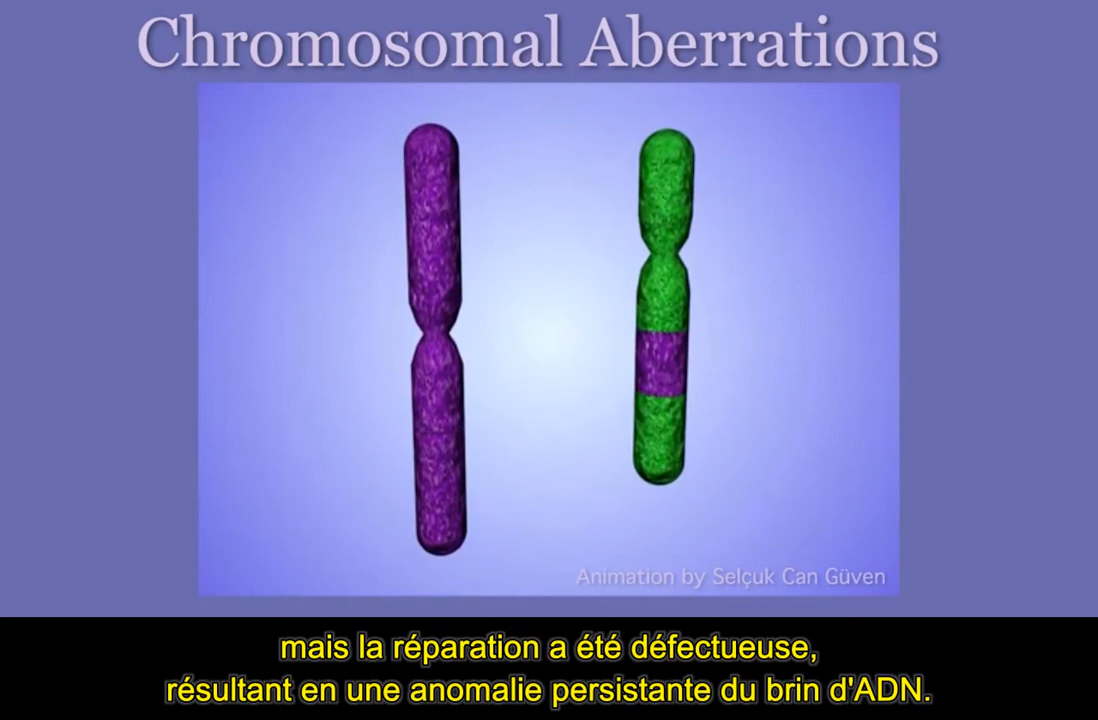 Chromosomal Aberrations
Animation by Selçuk Can Güven
mais la réparation a été défectueuse,
résultant en une anomalie persistante du brin d'ADN.